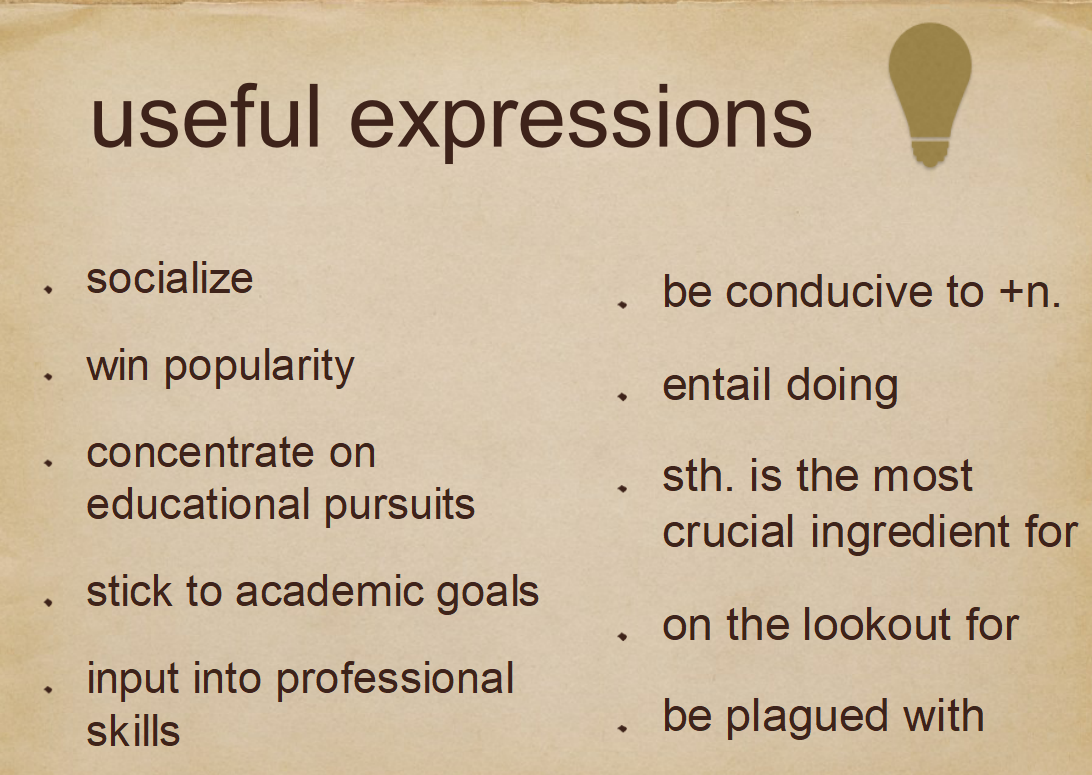 useful expressions
socialize
win popularity
concentrate on
educational pursuits
stick to academic goals
input into professional
skills
be conducive to +n.
entail doing
sth. is the most
crucial ingredient for
on the lookout for
be plagued with